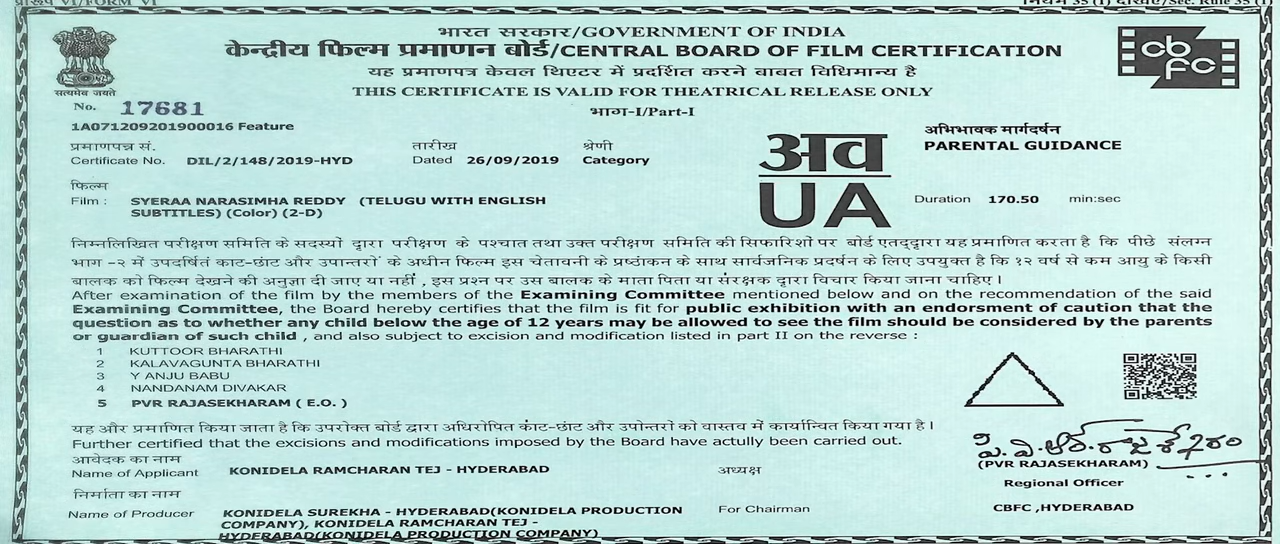 प्रारूप VI/FORM VI
नियम 35 (1) देखिए/Sec. Rule 35 (1)
भारत सरकार/GOVERNMENT OF INDIA
केन्द्रीय फिल्म प्रमाणन बोर्ड/CENTRAL BOARD OF FILM CERTIFICATION
cb
fc
यह प्रमाणपत्र केवल थिएटर में प्रदर्शित करने बाबत विधिमान्य है
सत्यमेव जयते
THIS CERTIFICATE IS VALID FOR THEATRICAL RELEASE ONLY
No. 17681
भाग-I/Part-I
1A071209201900016 Feature
प्रमाणपत्र सं. तारीख श्रेणी
Certificate No. DIL/2/148/2019-HYD Dated 26/09/2019 Category
अव
UA
अभिभावक मार्गदर्शन
PARENTAL GUIDANCE
फिल्म
Film : SYERAA NARASIMHA REDDY (TELUGU WITH ENGLISH
SUBTITLES) (Color) (2-D)
Duration 170.50 min:sec
निम्नलिखित परीक्षण समिति के सदस्यों द्वारा परीक्षण के पश्चात तथा उक्त परीक्षण समिति की सिफारिशों पर बोर्ड एतद्द्वारा यह प्रमाणित करता है कि पीछे संलग्न
भाग -२ में उपदर्षितं काट-छांट और उपान्तरों के अधीन फिल्म इस चेतावनी के प्रष्ठांकन के साथ सार्वजनिक प्रदर्षन के लिए उपयुक्त है कि १२ वर्ष से कम आयु के किसी
बालक को फिल्म देखने की अनुज्ञा दी जाए या नहीं , इस प्रश्न पर उस बालक के माता पिता या संरक्षक द्वारा विचार किया जाना चाहिए ।
After examination of the film by the members of the Examining Committee mentioned below and on the recommendation of the said
Examining Committee, the Board hereby certifies that the film is fit for public exhibition with an endorsment of caution that the
question as to whether any child below the age of 12 years may be allowed to see the film should be considered by the parents
or guardian of such child , and also subject to excision and modification listed in part II on the reverse :
1 KUTTOOR BHARATHI
2 KALAVAGUNTA BHARATHI
3 Y ANJU BABU
4 NANDANAM DIVAKAR
5 PVR RAJASEKHARAM ( E.O. )
यह और प्रमाणित किया जाता है कि उपरोक्त बोर्ड द्वारा अधिरोपित काट-छांट और उपोन्तरों को वास्तव में कार्यान्वित किया गया है ।
Further certified that the excisions and modifications imposed by the Board have actully been carried out.
పి.వి.ఆర్.రాజశేఖరం
आवेदक का नाम
Name of Applicant KONIDELA RAMCHARAN TEJ - HYDERABAD
अध्यक्ष
(PVR RAJASEKHARAM)
Regional Officer
निर्माता का नाम
Name of Producer KONIDELA SUREKHA - HYDERABAD(KONIDELA PRODUCTION
COMPANY), KONIDELA RAMCHARAN TEJ -
HYDERABAD(KONIDELA PRODUCTION COMPANY)
For Chairman
CBFC ,HYDERABAD